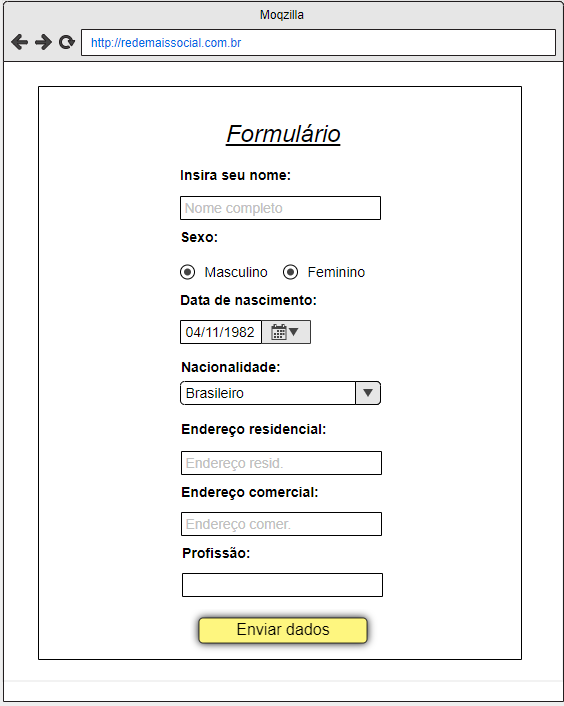 Moqzilla
http://redemaissocial.com.br
Formulário
Insira seu nome:
Nome completo
Sexo:
Masculino Feminino
Data de nascimento:
04/11/1982
Nacionalidade:
Brasileiro
Endereço residencial:
Endereço resid.
Endereço comercial:
Endereço comer.
Profissão:
Enviar dados